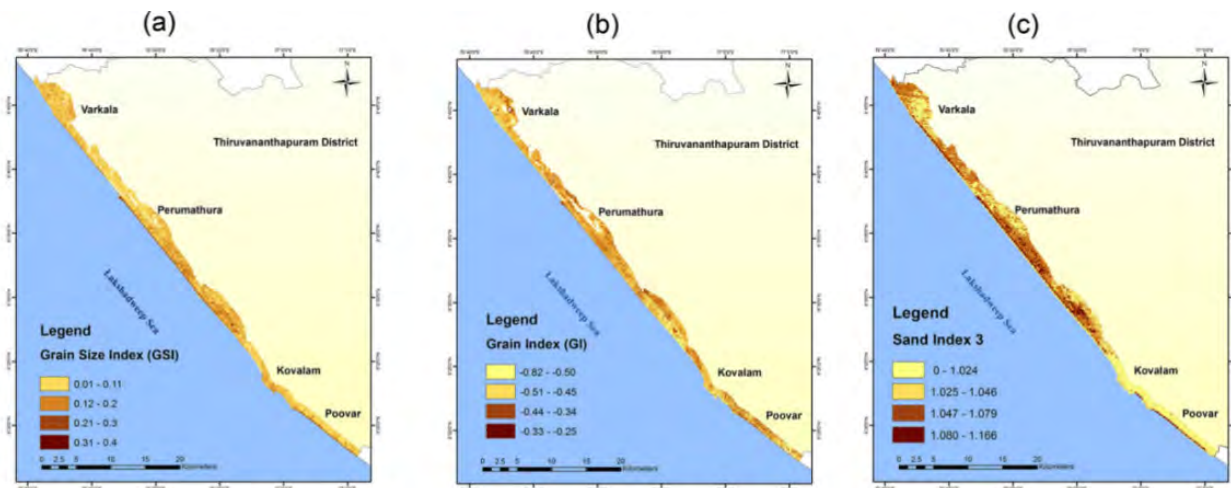 (a)
N
Varkala
Thiruvananthapuram District
Perumathura
Lakshadweep Sea
Legend
Grain Size Index (GSI)
0.01 - 0.11
0.12 - 0.2
0.21 - 0.3
0.31 - 0.4
Kovalam
Poovar
0 2.5 5 10 15 20
Kilometers
(b)
N
Varkala
Thiruvananthapuram District
Perumathura
Lakshadweep Sea
Legend
Grain Index (GI)
-0.82 - -0.50
-0.51 - -0.45
-0.44 - -0.34
-0.33 - -0.25
Kovalam
Poovar
0 2.5 5 10 15 20
Kilometers
(c)
N
Varkala
Thiruvananthapuram District
Perumathura
Lakshadweep Sea
Legend
Sand Index 3
0 - 1.024
1.025 - 1.046
1.047 - 1.079
1.080 - 1.166
Kovalam
Poovar
0 2.5 5 10 15 20
Kilometers